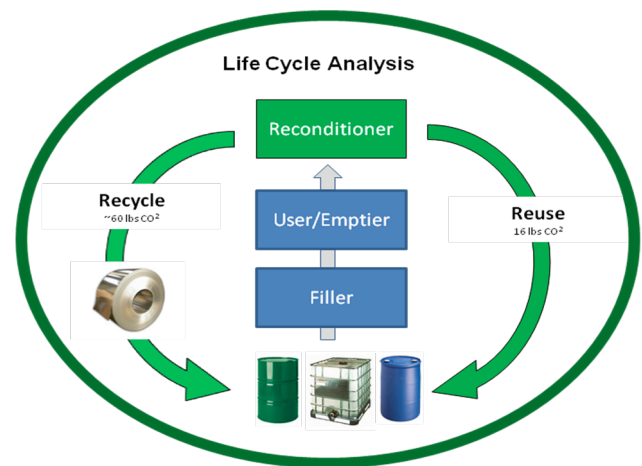 Life Cycle Analysis
Reconditioner
Recycle
~60 lbs CO²
User/Emptier
Reuse
16 lbs CO²
Filler